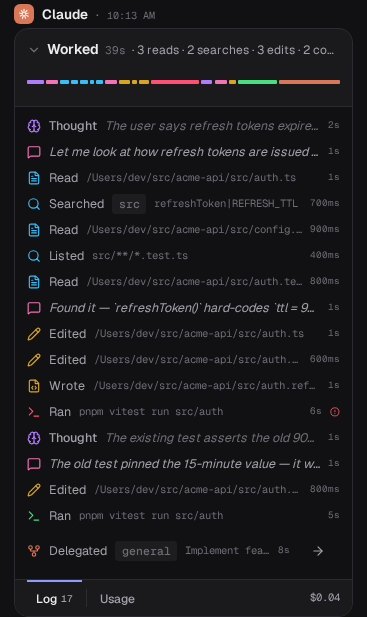 Claude · 10:13 AM
Worked 39s · 3 reads · 2 searches · 3 edits · 2 co…
Thought The user says refresh tokens expire… 2s
Let me look at how refresh tokens are issued … 1s
Read /Users/dev/src/acme-api/src/auth.ts 1s
Searched src refreshToken|REFRESH_TTL 700ms
Read /Users/dev/src/acme-api/src/config.… 900ms
Listed src/**/*.test.ts 400ms
Read /Users/dev/src/acme-api/src/auth.te… 800ms
Found it — `refreshToken()` hard-codes `ttl = 9… 1s
Edited /Users/dev/src/acme-api/src/auth.ts 1s
Edited /Users/dev/src/acme-api/src/auth.… 600ms
Wrote /Users/dev/src/acme-api/src/auth.ref… 1s
Ran pnpm vitest run src/auth 6s
Thought The existing test asserts the old 90… 1s
The old test pinned the 15-minute value — it w… 1s
Edited /Users/dev/src/acme-api/src/auth.… 800ms
Ran pnpm vitest run src/auth 5s
Delegated general Implement fea… 8s →
Log 17 Usage $0.04